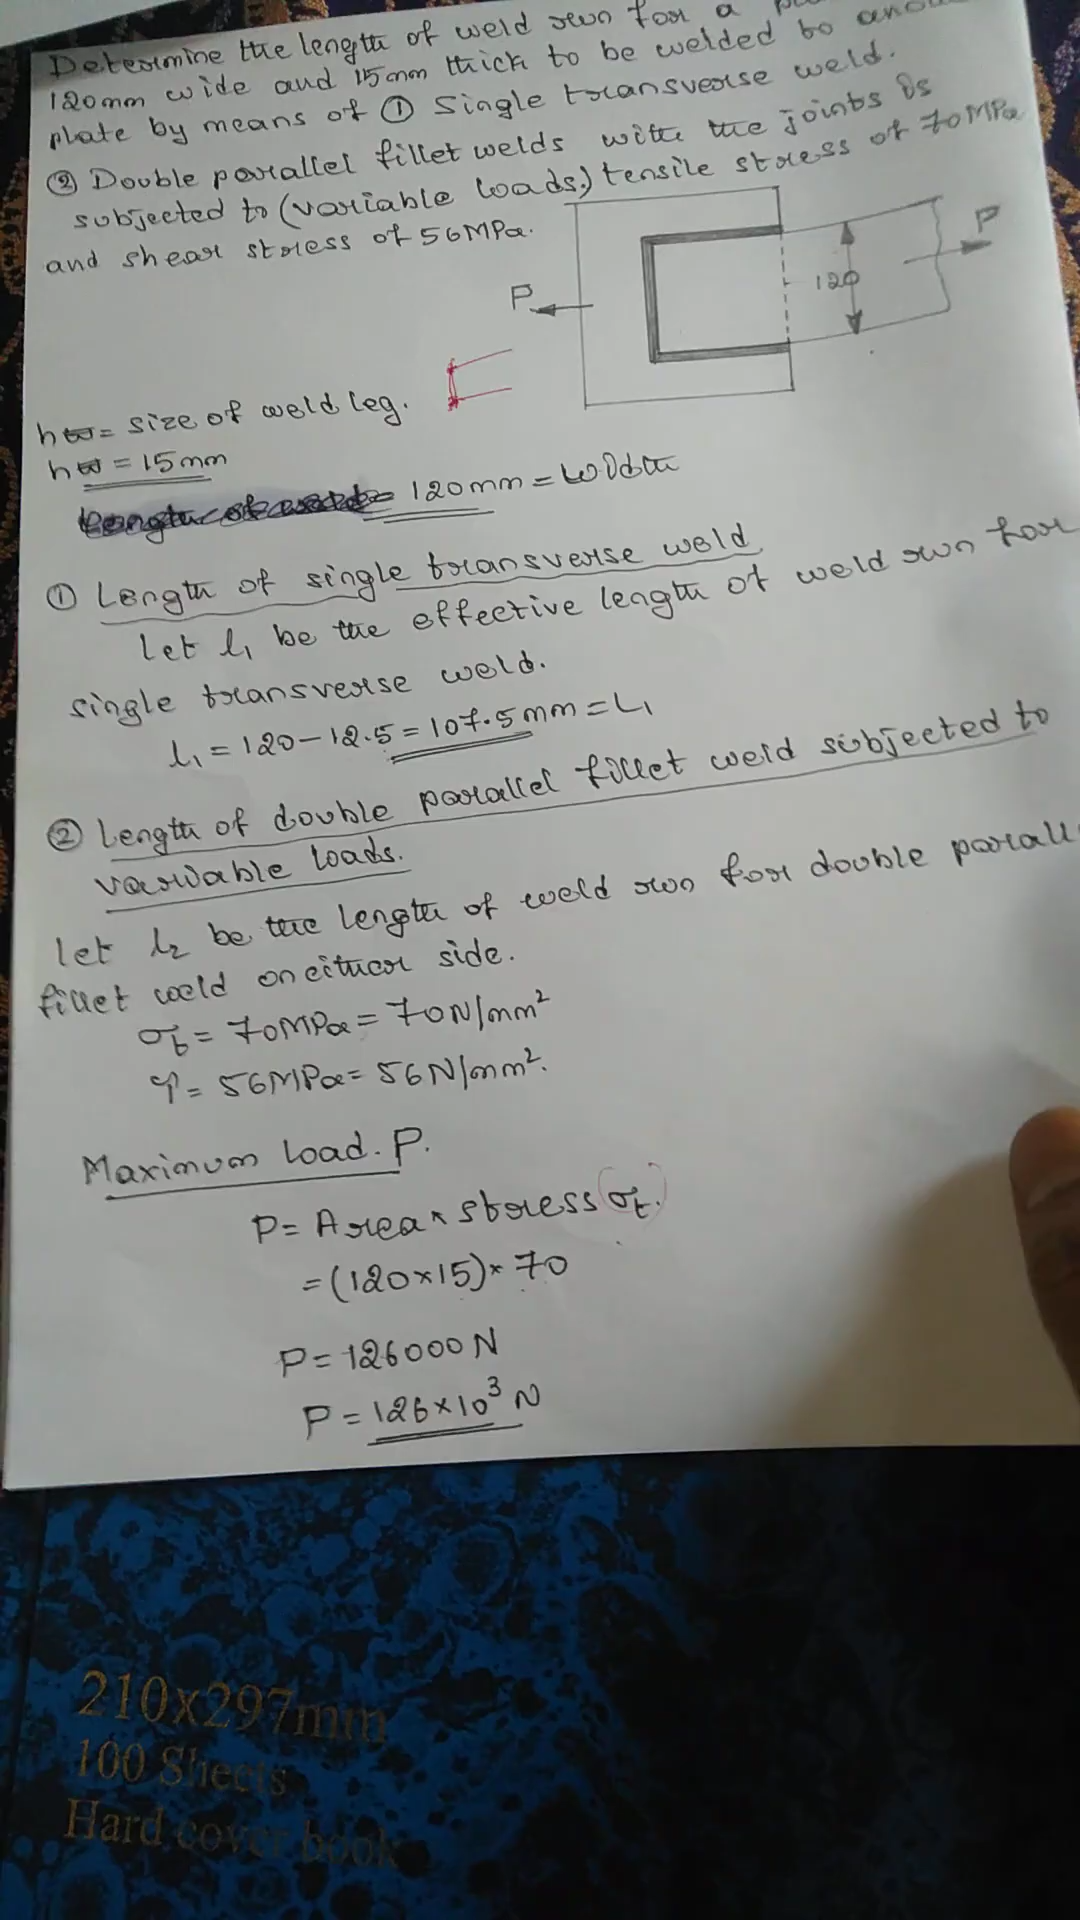 Determine the length of weld run for a
120mm wide and 15mm thick to be welded to
plate by means of ① Single transverse weld.
② Double parallel fillet welds with the joints is
subjected to (variable loads.) tensile stress of 70MPa
and shear stress of 56MPa.
P
120
P
h = size of weld leg.
h = 15mm
120mm = width
① Length of single transverse weld
Let l₁ be the effective length of weld run for
single transverse weld.
l₁ = 120-12.5 = 107.5mm = L₁
② Length of double parallel fillet weld subjected to
variable loads.
let l₂ be the length of weld run for double
fillet weld on either side.
σt = 70MPa = 70N/mm²
τ = 56MPa = 56N/mm².
Maximum load. P.
P = Area × stress (σt.)
= (120×15) × 70
P = 126000 N
P = 126×10³ N
210x297mm
100 Sheets
Hard cover book